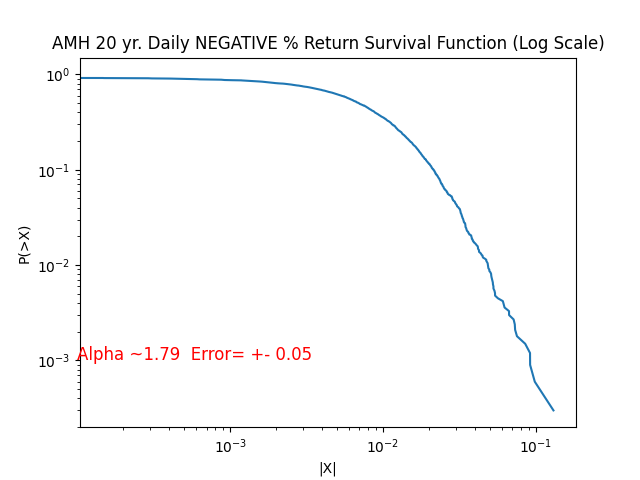 AMH 20 yr. Daily NEGATIVE % Return Survival Function (Log Scale)
10⁰
10⁻¹
10⁻²
10⁻³
P(>X)
Alpha ~1.79  Error= +- 0.05
10⁻³
10⁻²
10⁻¹
|X|